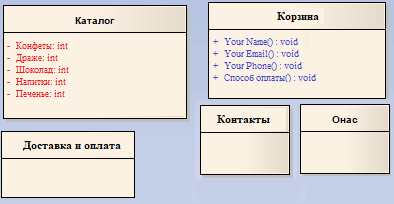 Каталог
- Конфеты: int
- Драже: int
- Шоколад: int
- Напитки: int
- Печенье: int
Корзина
+ Your Name() : void
+ Your Email() : void
+ Your Phone() : void
+ Способ оплаты() : void
Контакты
Онас
Доставка и оплата